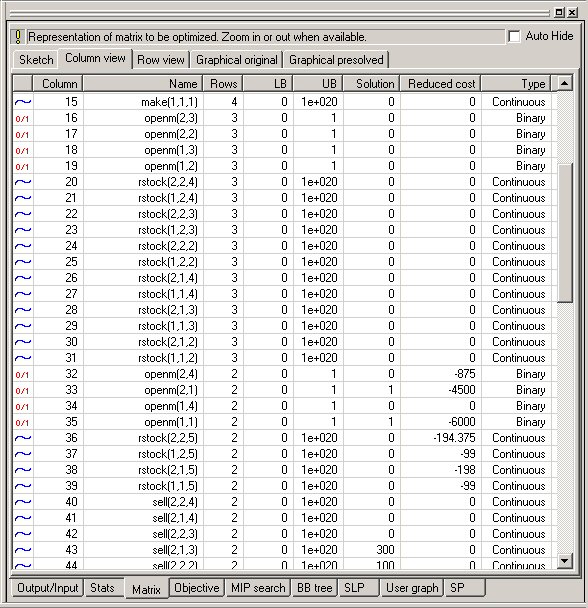 Representation of matrix to be optimized. Zoom in or out when available. Auto Hide
Sketch Column view Row view Graphical original Graphical presolved
Column Name Rows LB UB Solution Reduced cost Type
15 make(1,1,1) 4 0 1e+020 0 0 Continuous
0/1 16 openm(2,3) 3 0 1 0 0 Binary
0/1 17 openm(2,2) 3 0 1 0 0 Binary
0/1 18 openm(1,3) 3 0 1 0 0 Binary
0/1 19 openm(1,2) 3 0 1 0 0 Binary
20 rstock(2,2,4) 3 0 1e+020 0 0 Continuous
21 rstock(1,2,4) 3 0 1e+020 0 0 Continuous
22 rstock(2,2,3) 3 0 1e+020 0 0 Continuous
23 rstock(1,2,3) 3 0 1e+020 0 0 Continuous
24 rstock(2,2,2) 3 0 1e+020 0 0 Continuous
25 rstock(1,2,2) 3 0 1e+020 0 0 Continuous
26 rstock(2,1,4) 3 0 1e+020 0 0 Continuous
27 rstock(1,1,4) 3 0 1e+020 0 0 Continuous
28 rstock(2,1,3) 3 0 1e+020 0 0 Continuous
29 rstock(1,1,3) 3 0 1e+020 0 0 Continuous
30 rstock(2,1,2) 3 0 1e+020 0 0 Continuous
31 rstock(1,1,2) 3 0 1e+020 0 0 Continuous
0/1 32 openm(2,4) 2 0 1 0 -875 Binary
0/1 33 openm(2,1) 2 0 1 1 -4500 Binary
0/1 34 openm(1,4) 2 0 1 0 0 Binary
0/1 35 openm(1,1) 2 0 1 1 -6000 Binary
36 rstock(2,2,5) 2 0 1e+020 0 -194.375 Continuous
37 rstock(1,2,5) 2 0 1e+020 0 -99 Continuous
38 rstock(2,1,5) 2 0 1e+020 0 -198 Continuous
39 rstock(1,1,5) 2 0 1e+020 0 -99 Continuous
40 sell(2,2,4) 2 0 1e+020 0 0 Continuous
41 sell(2,1,4) 2 0 1e+020 0 0 Continuous
42 sell(2,2,3) 2 0 1e+020 0 0 Continuous
43 sell(2,1,3) 2 0 1e+020 300 0 Continuous
44 sell(2,2,2) 2 0 1e+020 100 0 Continuous
Output/Input Stats Matrix Objective MIP search BB tree SLP User graph SP